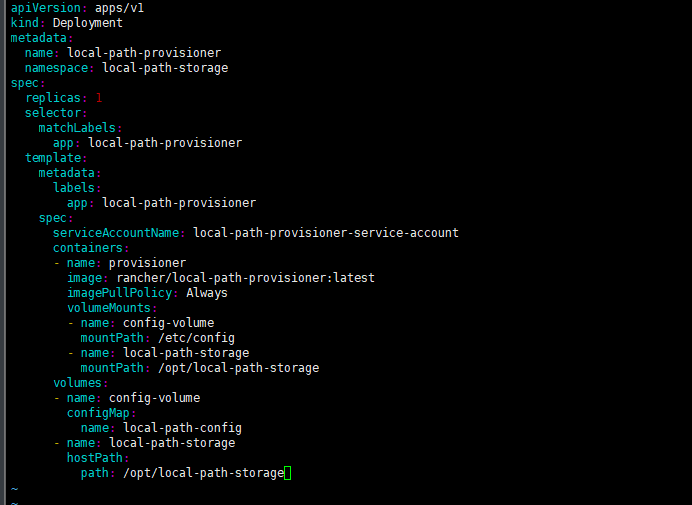 apiVersion: apps/v1
kind: Deployment
metadata:
  name: local-path-provisioner
  namespace: local-path-storage
spec:
  replicas: 1
  selector:
    matchLabels:
      app: local-path-provisioner
  template:
    metadata:
      labels:
        app: local-path-provisioner
    spec:
      serviceAccountName: local-path-provisioner-service-account
      containers:
      - name: provisioner
        image: rancher/local-path-provisioner:latest
        imagePullPolicy: Always
        volumeMounts:
        - name: config-volume
          mountPath: /etc/config
        - name: local-path-storage
          mountPath: /opt/local-path-storage
      volumes:
      - name: config-volume
        configMap:
          name: local-path-config
      - name: local-path-storage
        hostPath:
          path: /opt/local-path-storage
~
~